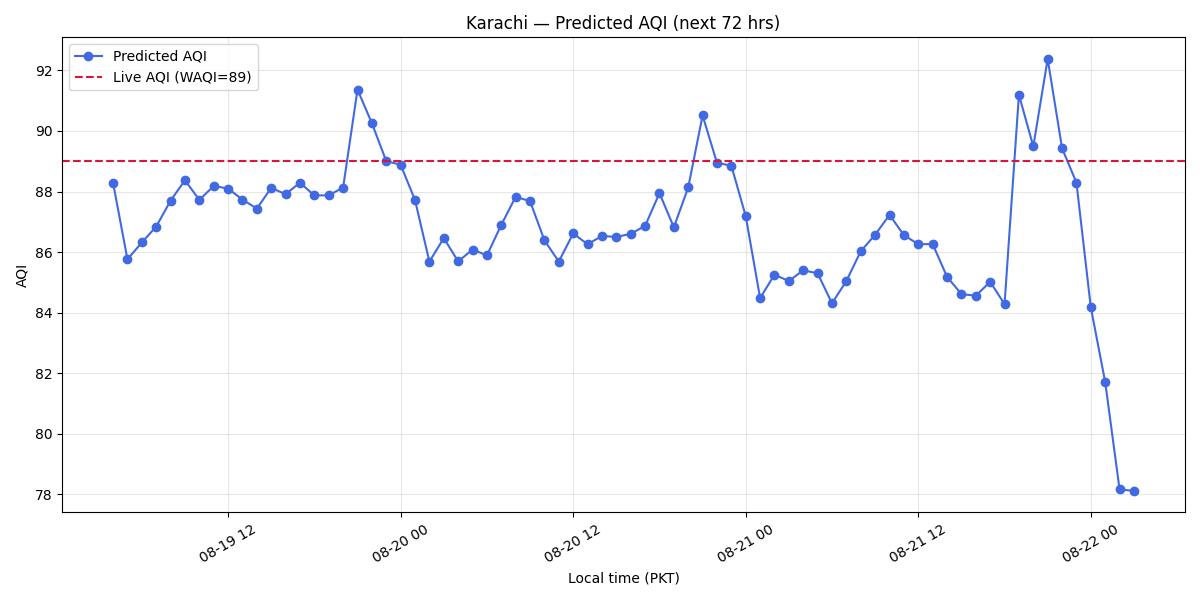 Karachi — Predicted AQI (next 72 hrs)
Predicted AQI
Live AQI (WAQI=89)
92
90
88
86
84
82
80
78
AQI
08-19 12
08-20 00
08-20 12
08-21 00
08-21 12
08-22 00
Local time (PKT)